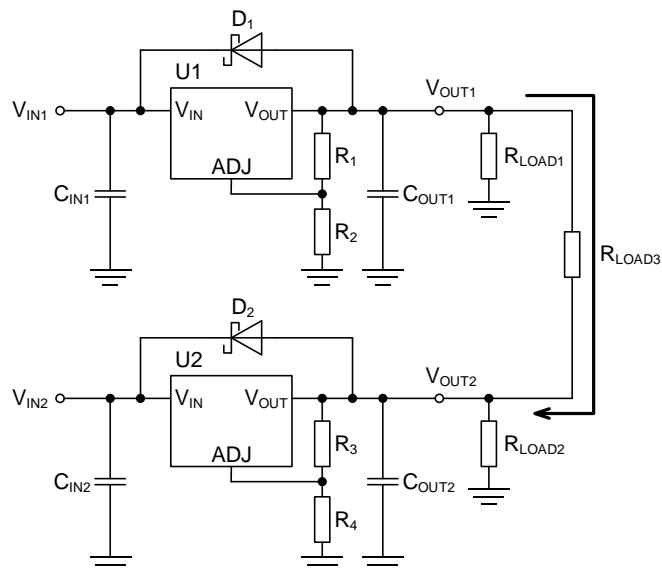 D1
U1
VIN1
VIN
VOUT
VOUT1
ADJ
R1
RLOAD1
CIN1
COUT1
R2
RLOAD3
D2
U2
VIN2
VIN
VOUT
VOUT2
ADJ
R3
RLOAD2
CIN2
COUT2
R4